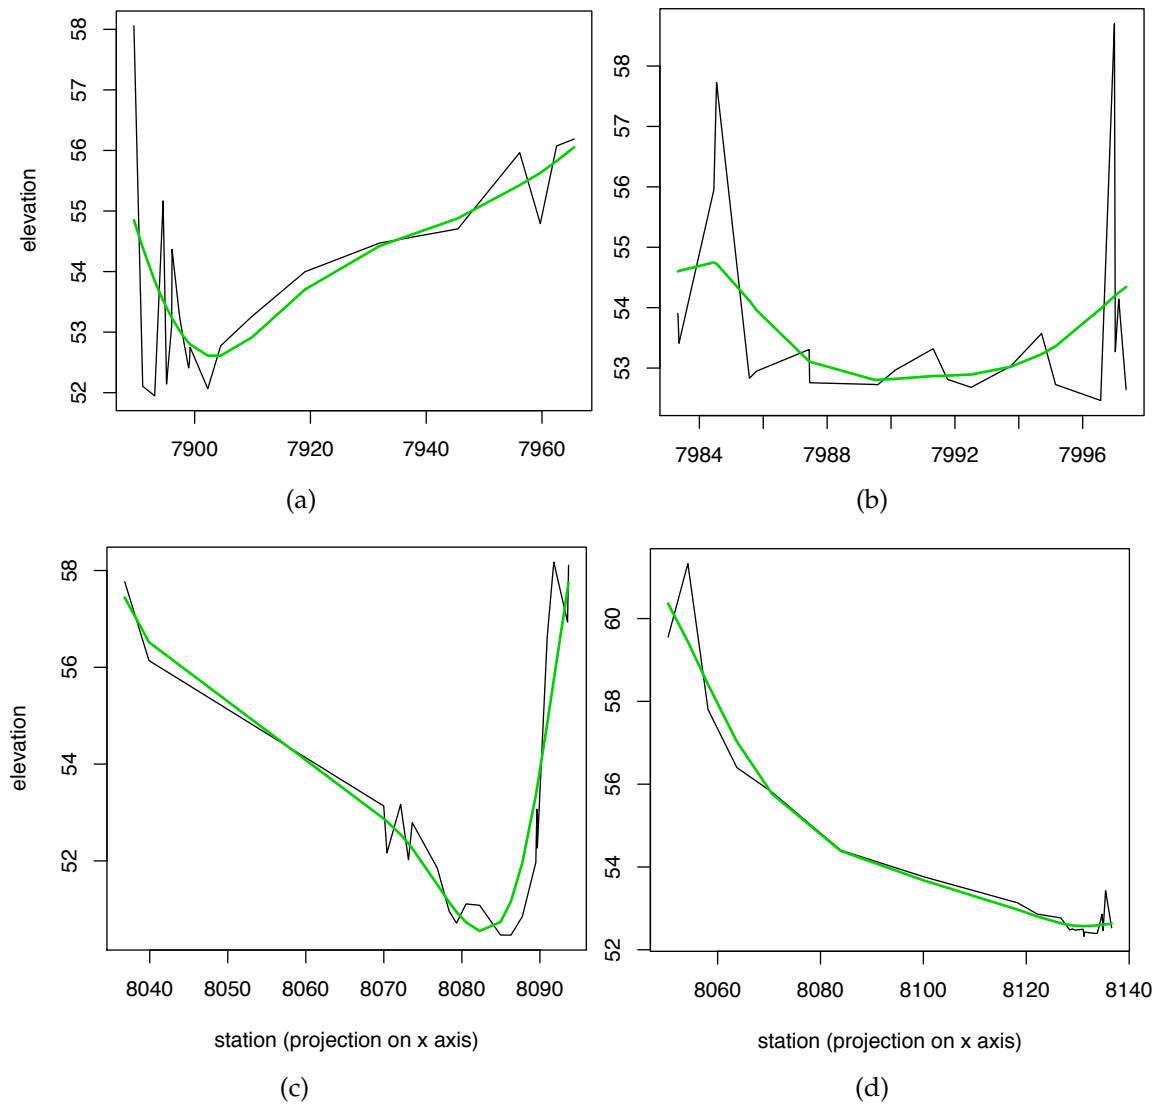 58
57
56
55
54
53
52
elevation
7900 7920 7940 7960
(a)
58
57
56
55
54
53
7984 7988 7992 7996
(b)
58
56
54
52
elevation
8040 8050 8060 8070 8080 8090
station (projection on x axis)
(c)
60
58
56
54
52
8060 8080 8100 8120 8140
station (projection on x axis)
(d)